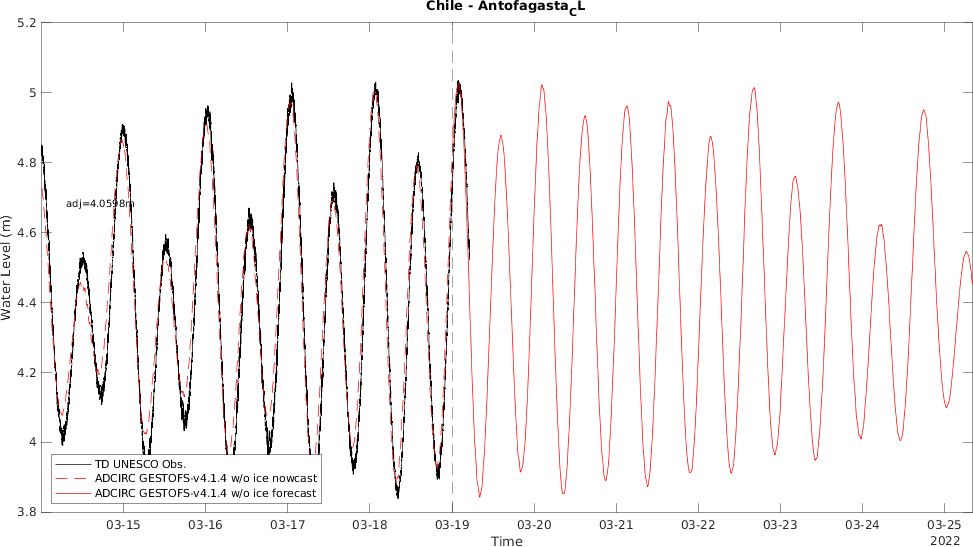 Chile - Antofagasta_CL
5.2
5
4.8
4.6
4.4
4.2
4
3.8
Water Level (m)
adj=4.0598m
TD UNESCO Obs.
ADCIRC GESTOFS-v4.1.4 w/o ice nowcast
ADCIRC GESTOFS-v4.1.4 w/o ice forecast
03-15
03-16
03-17
03-18
03-19
03-20
03-21
03-22
03-23
03-24
03-25
Time
2022